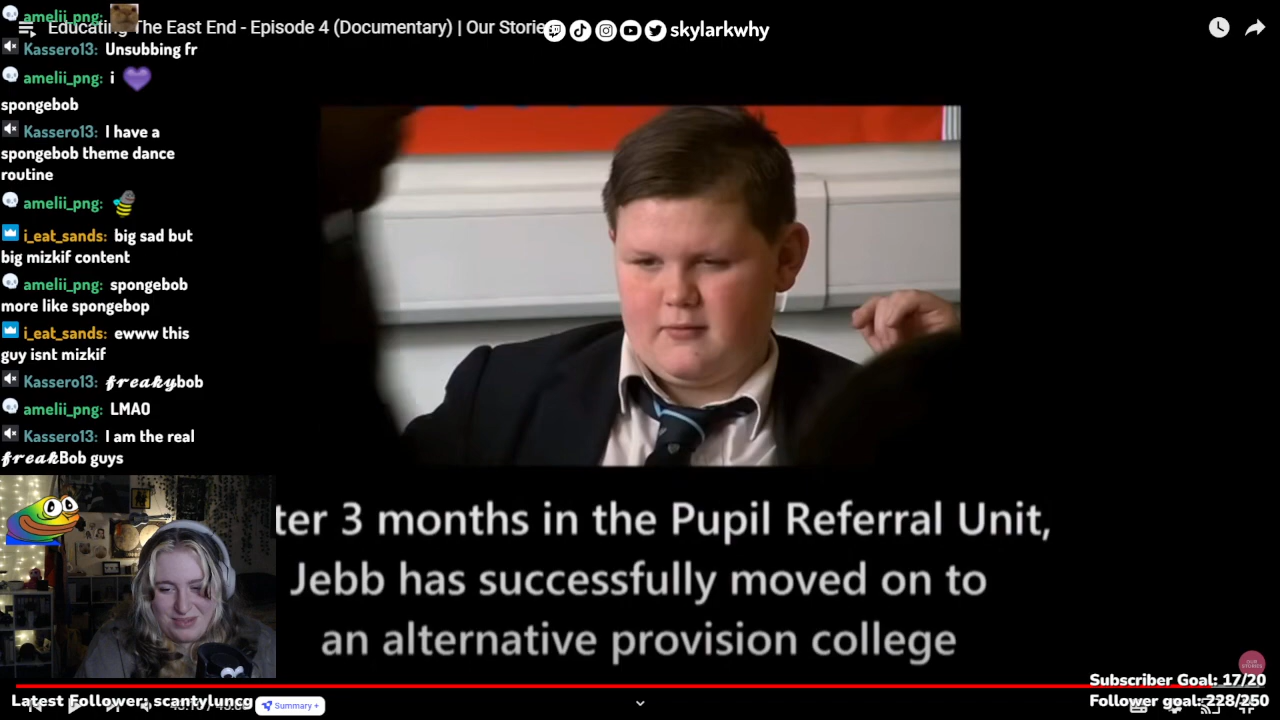 amelii_png:
Educating The East End - Episode 4 (Documentary) | Our Stories
skylarkwhy
Kassero13: Unsubbing fr
amelii_png: i
spongebob
Kassero13: I have a
spongebob theme dance
routine
amelii_png:
i_eat_sands: big sad but
big mizkif content
amelii_png: spongebob
more like spongebop
i_eat_sands: ewww this
guy isnt mizkif
Kassero13: 𝓯𝓻𝓮𝓪𝓴𝔂bob
amelii_png: LMAO
Kassero13: I am the real
𝓯𝓻𝓮𝓪𝓴Bob guys
ter 3 months in the Pupil Referral Unit,
Jebb has successfully moved on to
an alternative provision college
OUR STORIES
Subscriber Goal: 17/20
Latest Follower: scantyluncg
Summary +
Follower goal: 228/250